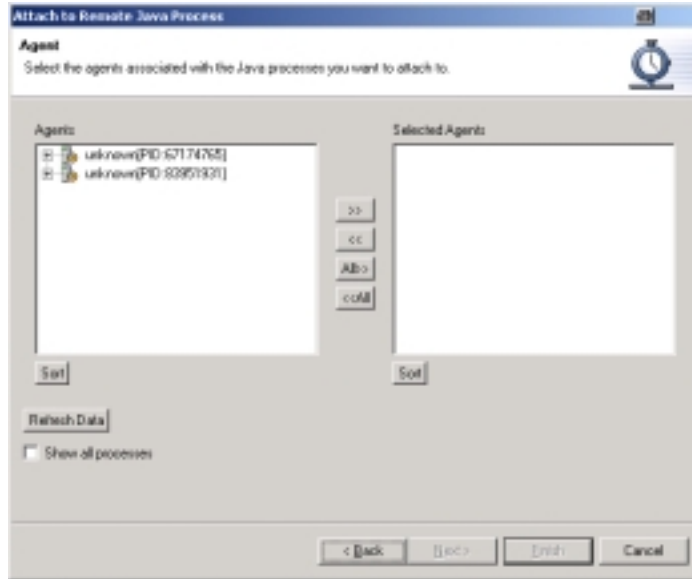 Attach to Remote Java Process
Agent
Select the agents associated with the Java processes you want to attach to.
Agents
Selected Agents
unknown[PID:67174765]
unknown[PID:83951931]
>>
<<
All>>
<<All
Sort
Sort
Refresh Data
Show all processes
< Back
Next >
Finish
Cancel